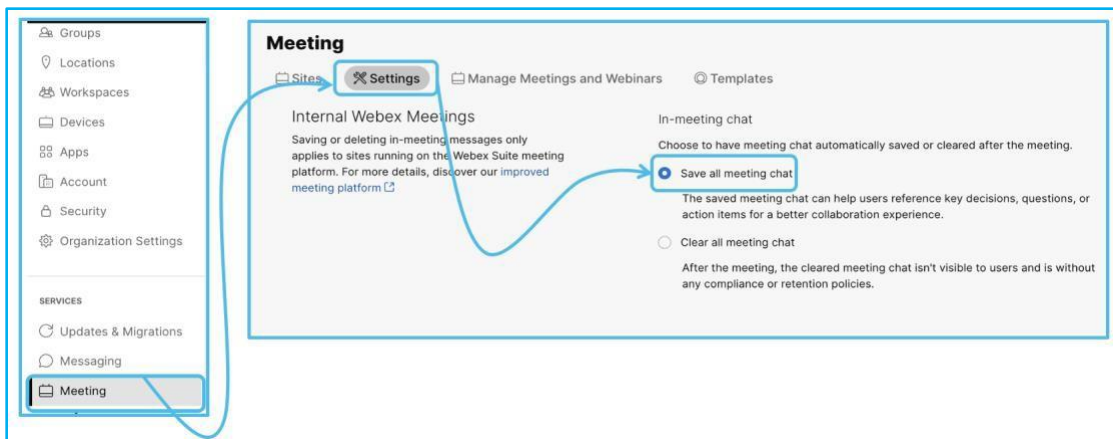 Groups
Locations
Workspaces
Devices
Apps
Account
Security
Organization Settings
SERVICES
Updates & Migrations
Messaging
Meeting
Meeting
Sites Settings Manage Meetings and Webinars Templates
Internal Webex Meetings
Saving or deleting in-meeting messages only
applies to sites running on the Webex Suite meeting
platform. For more details, discover our improved
meeting platform
In-meeting chat
Choose to have meeting chat automatically saved or cleared after the meeting.
Save all meeting chat
The saved meeting chat can help users reference key decisions, questions, or
action items for a better collaboration experience.
Clear all meeting chat
After the meeting, the cleared meeting chat isn't visible to users and is without
any compliance or retention policies.